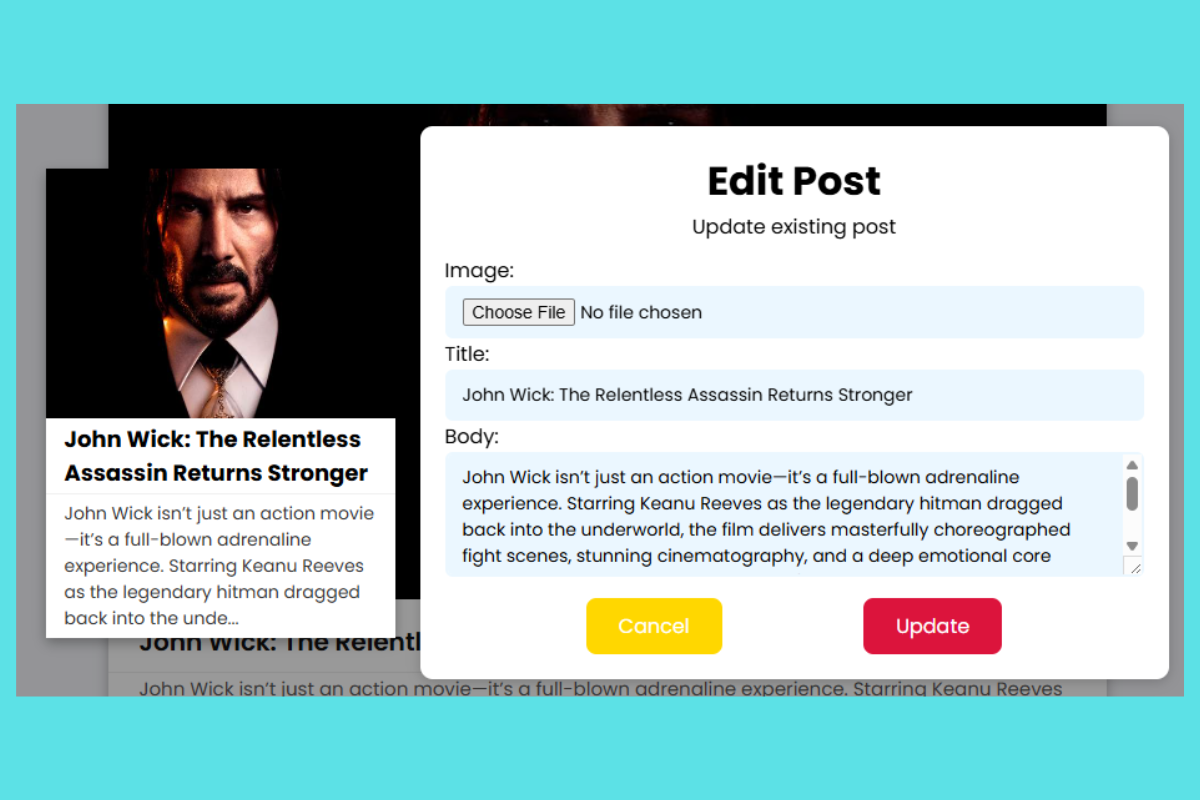 John Wick: The Relentless
Assassin Returns Stronger
John Wick isn’t just an action movie
—it’s a full-blown adrenaline
experience. Starring Keanu Reeves
as the legendary hitman dragged
back into the unde...
Edit Post
Update existing post
Image:
Choose File No file chosen
Title:
John Wick: The Relentless Assassin Returns Stronger
Body:
John Wick isn’t just an action movie—it’s a full-blown adrenaline
experience. Starring Keanu Reeves as the legendary hitman dragged
back into the underworld, the film delivers masterfully choreographed
fight scenes, stunning cinematography, and a deep emotional core
Cancel Update
John Wick: The Relentl
John Wick isn’t just an action movie—it’s a full-blown adrenaline experience. Starring Keanu Reeves